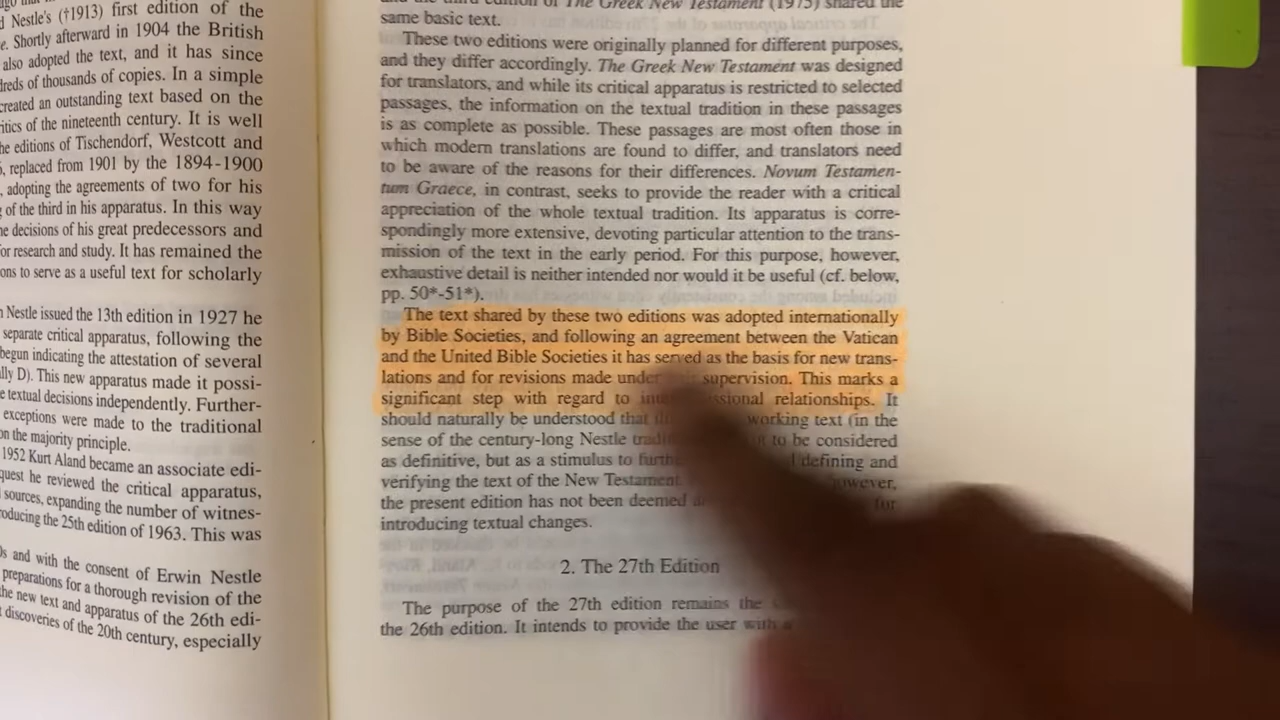 d Nestle's (†1913) first edition of the
e. Shortly afterward in 1904 the British
also adopted the text, and it has since
dreds of thousands of copies. In a simple
created an outstanding text based on the
itics of the nineteenth century. It is well
he editions of Tischendorf, Westcott and
, replaced from 1901 by the 1894-1900
, adopting the agreements of two for his
g of the third in his apparatus. In this way
he decisions of his great predecessors and
for research and study. It has remained the
ons to serve as a useful text for scholarly
n Nestle issued the 13th edition in 1927 he
separate critical apparatus, following the
begun indicating the attestation of several
lly D). This new apparatus made it possi-
e textual decisions independently. Further-
exceptions were made to the traditional
on the majority principle.
1952 Kurt Aland became an associate edi-
quest he reviewed the critical apparatus,
sources, expanding the number of witnes-
roducing the 25th edition of 1963. This was
0s and with the consent of Erwin Nestle
preparations for a thorough revision of the
the new text and apparatus of the 26th edi-
t discoveries of the 20th century, especially
and the third edition of The Greek New Testament (1975) shared the
same basic text.
These two editions were originally planned for different purposes,
and they differ accordingly. The Greek New Testament was designed
for translators, and while its critical apparatus is restricted to selected
passages, the information on the textual tradition in these passages
is as complete as possible. These passages are most often those in
which modern translations are found to differ, and translators need
to be aware of the reasons for their differences. Novum Testamen-
tum Graece, in contrast, seeks to provide the reader with a critical
appreciation of the whole textual tradition. Its apparatus is corre-
spondingly more extensive, devoting particular attention to the trans-
mission of the text in the early period. For this purpose, however,
exhaustive detail is neither intended nor would it be useful (cf. below,
pp. 50*-51*).
The text shared by these two editions was adopted internationally
by Bible Societies, and following an agreement between the Vatican
and the United Bible Societies it has served as the basis for new trans-
lations and for revisions made under supervision. This marks a
significant step with regard to relationships. It
should naturally be understood that working text (in the
sense of the century-long Nestle to be considered
as definitive, but as a stimulus to defining and
verifying the text of the New Testament however,
the present edition has not been deemed for
introducing textual changes.
2. The 27th Edition
The purpose of the 27th edition remains the
the 26th edition. It intends to provide the user with a